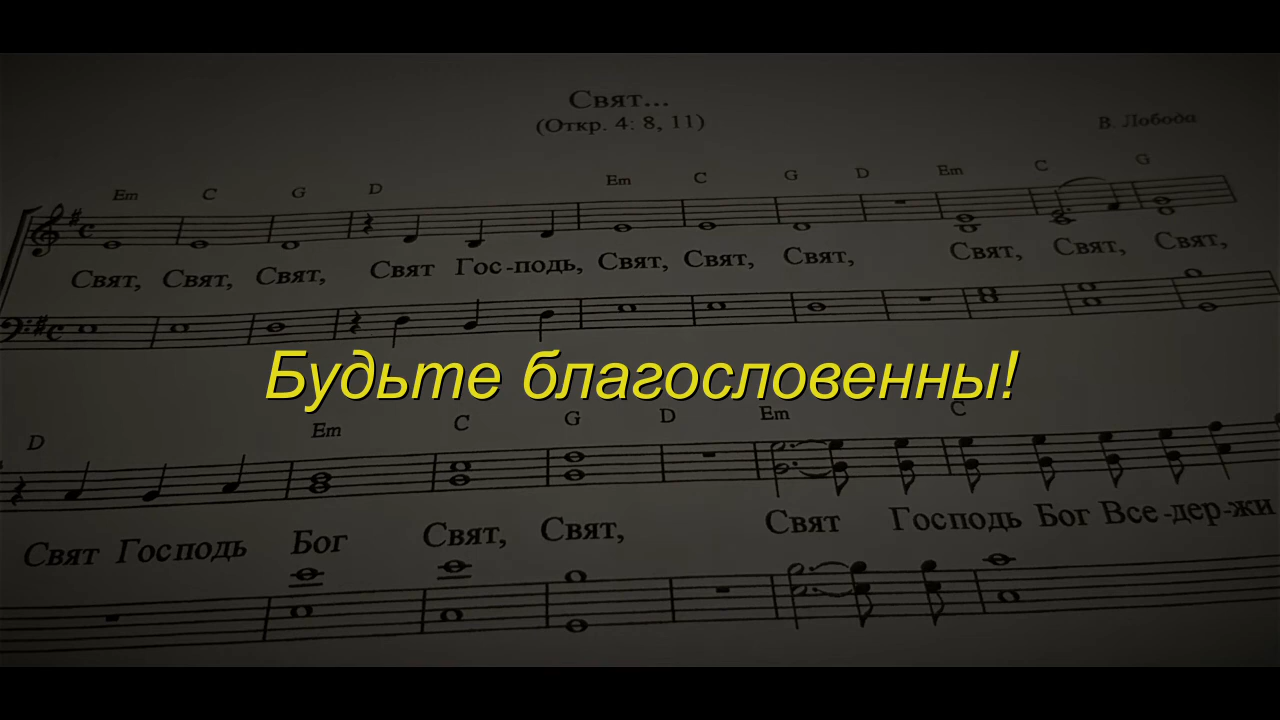 Свят...
(Откр. 4: 8, 11)
В. Лобода
Em C G D Em C G D Em C G
Свят, Свят, Свят, Свят Гос-подь, Свят, Свят, Свят, Свят, Свят, Свят,
Будьте благословенны!
D Em C G D Em C
Свят Господь Бог Свят, Свят, Свят Господь Бог Все-дер-жи